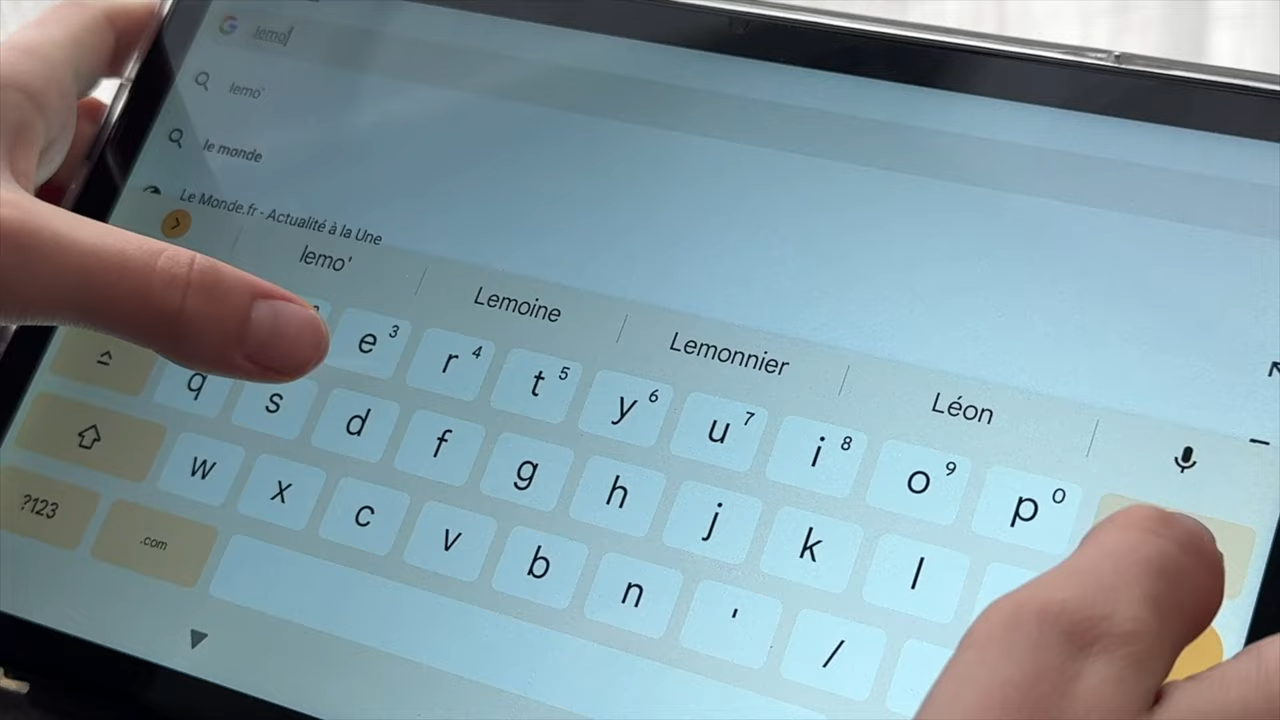 lemo'
lemo'
le monde
Le Monde.fr - Actualité à la Une
lemo'
Lemoine
Lemonnier
Léon
e 3
r 4
t 5
y 6
u 7
i 8
o 9
p 0
q
s
d
f
g
h
j
k
l
w
x
c
v
b
n
'
/
?123
.com